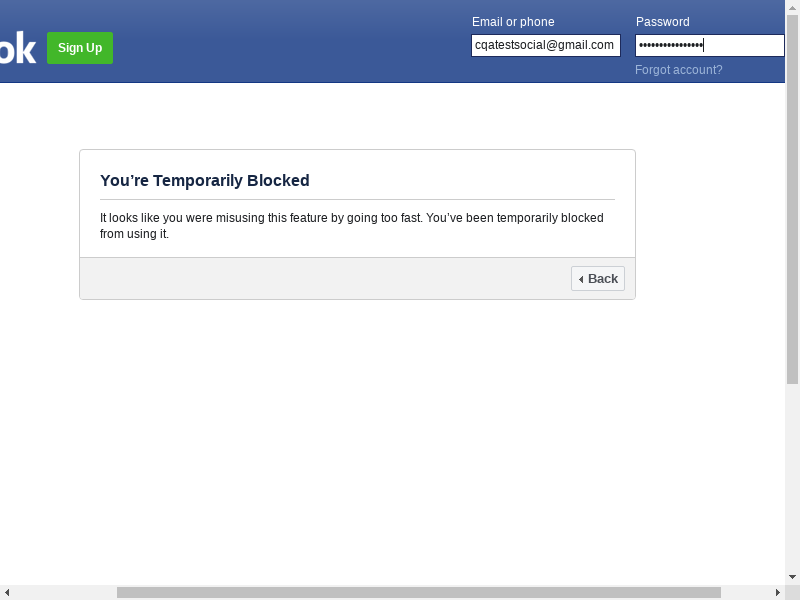 Email or phone
Password
ok
Sign Up
cqatestsocial@gmail.com
••••••••••••••••
Forgot account?
You’re Temporarily Blocked
It looks like you were misusing this feature by going too fast. You’ve been temporarily blocked
from using it.
Back